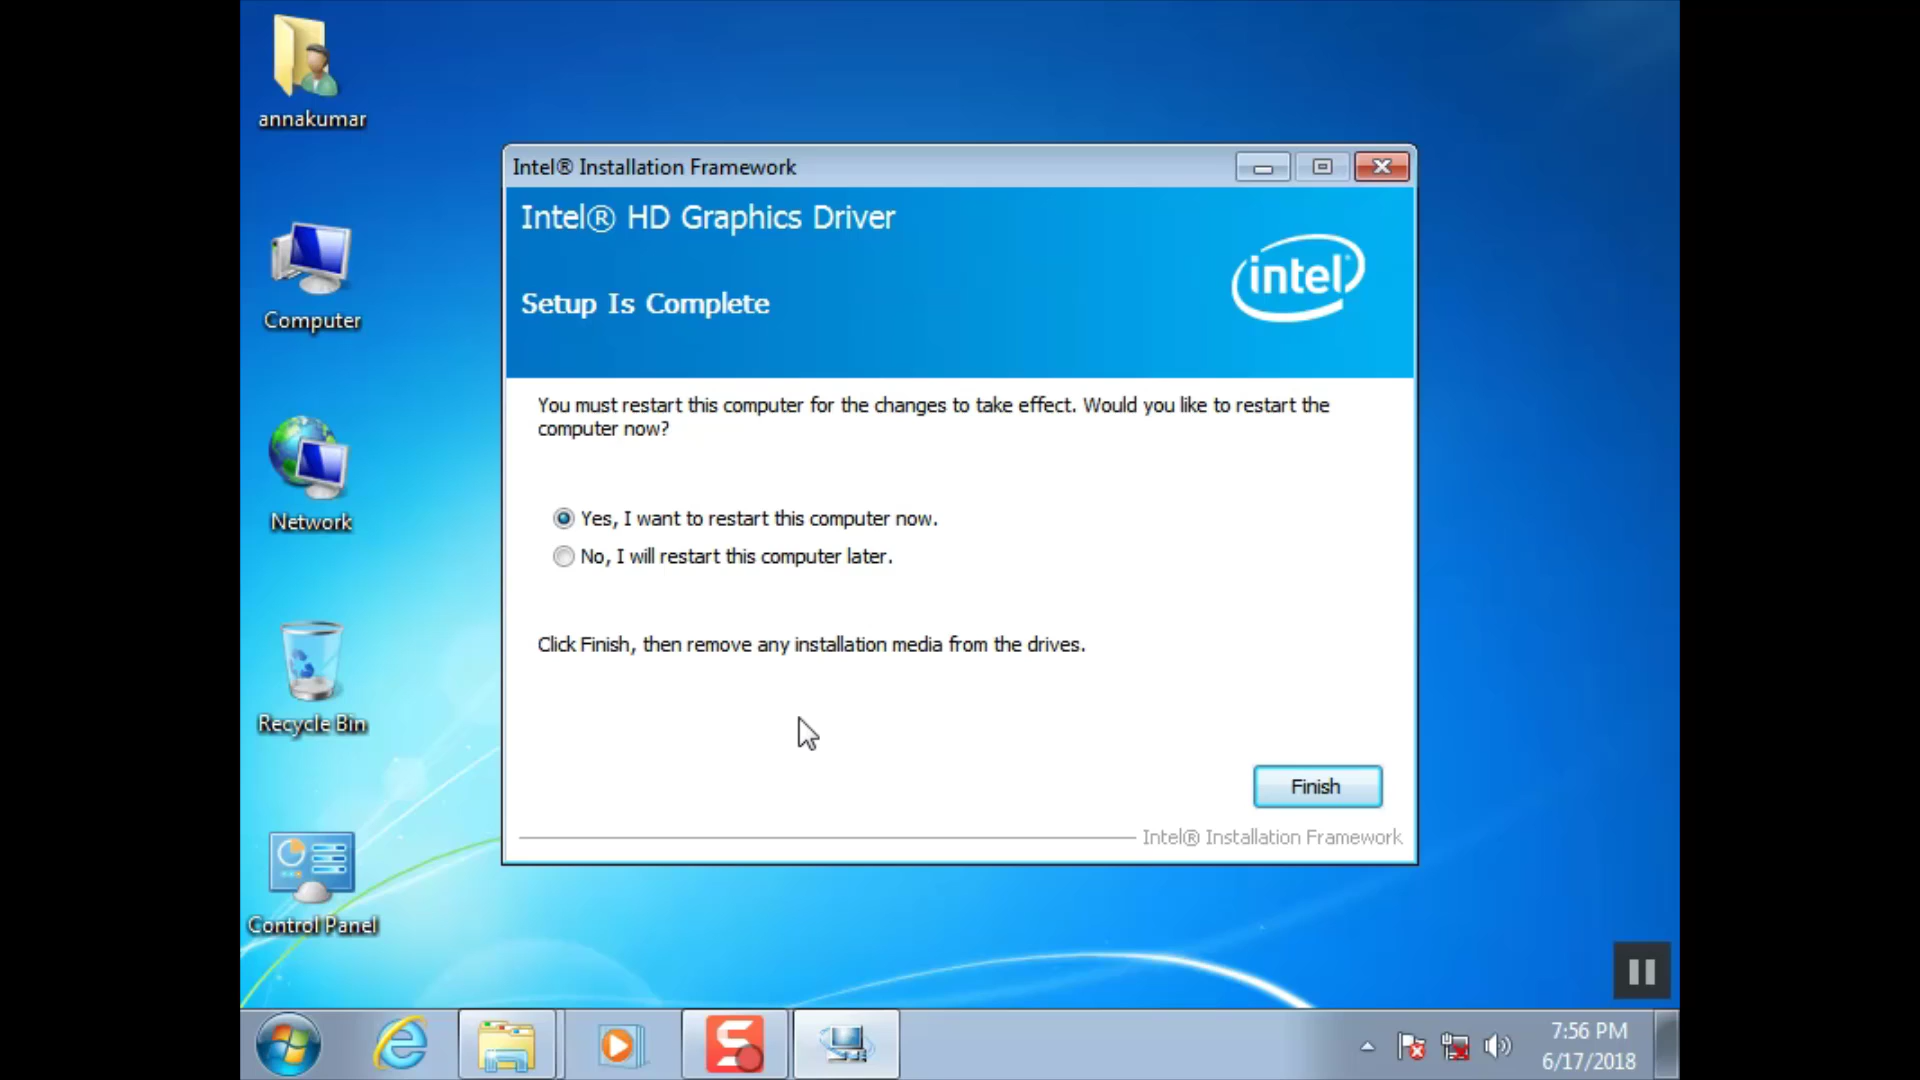 annakumar
Computer
Network
Recycle Bin
Control Panel
Intel® Installation Framework
Intel® HD Graphics Driver
Setup Is Complete
intel®
You must restart this computer for the changes to take effect. Would you like to restart the
computer now?
Yes, I want to restart this computer now.
No, I will restart this computer later.
Click Finish, then remove any installation media from the drives.
Finish
Intel® Installation Framework
7:56 PM
6/17/2018